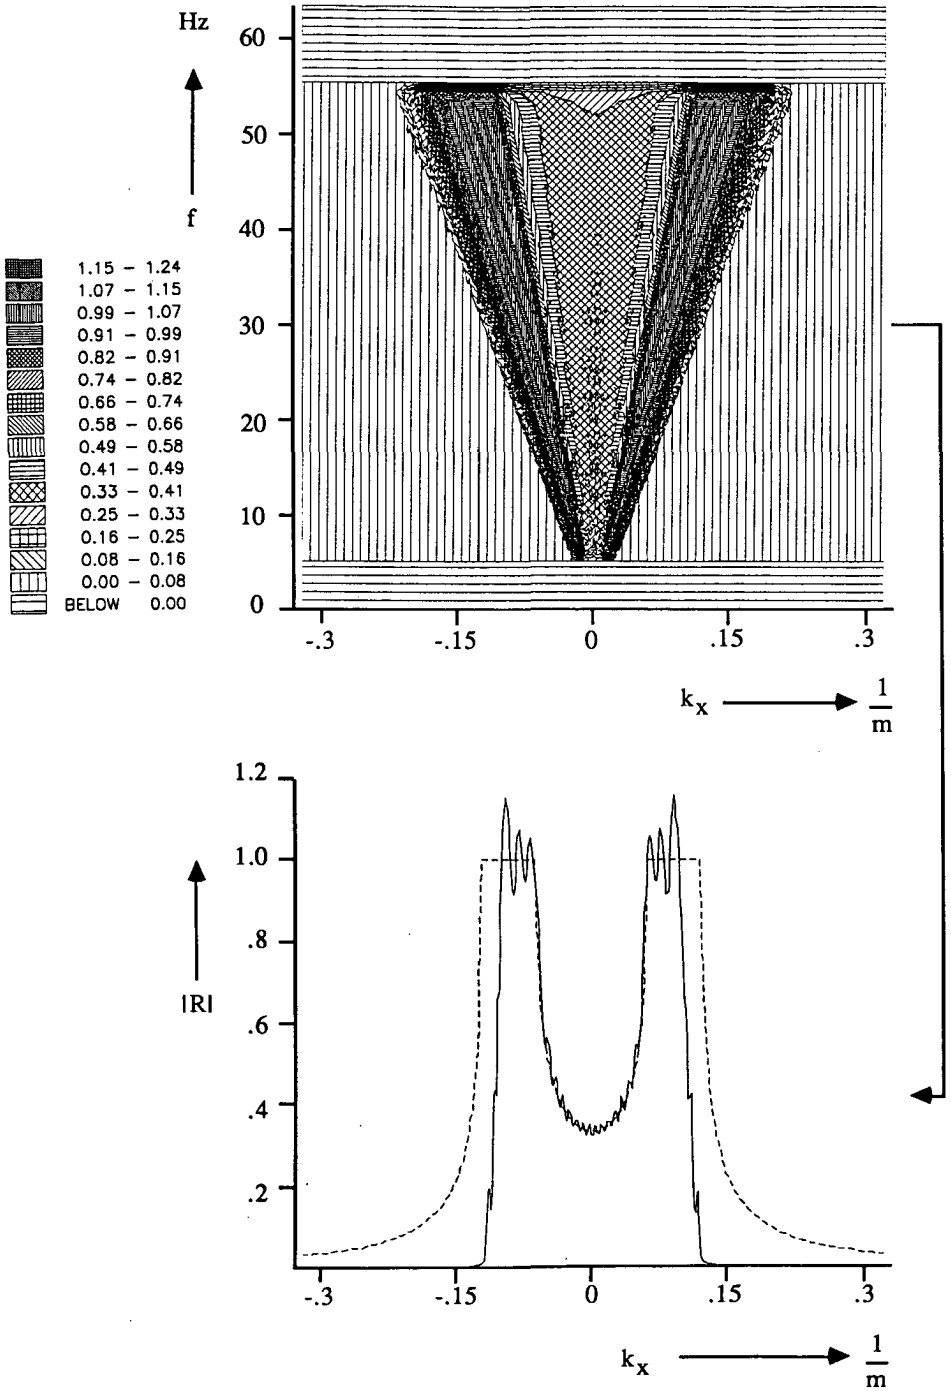 Hz
60
50
40
30
20
10
0
f
1.15 – 1.24
1.07 – 1.15
0.99 – 1.07
0.91 – 0.99
0.82 – 0.91
0.74 – 0.82
0.66 – 0.74
0.58 – 0.66
0.49 – 0.58
0.41 – 0.49
0.33 – 0.41
0.25 – 0.33
0.16 – 0.25
0.08 – 0.16
0.00 – 0.08
BELOW 0.00
-.3 -.15 0 .15 .3
kx 1/m
1.2
1.0
.8
.6
.4
.2
|R|
-.3 -.15 0 .15 .3
kx 1/m